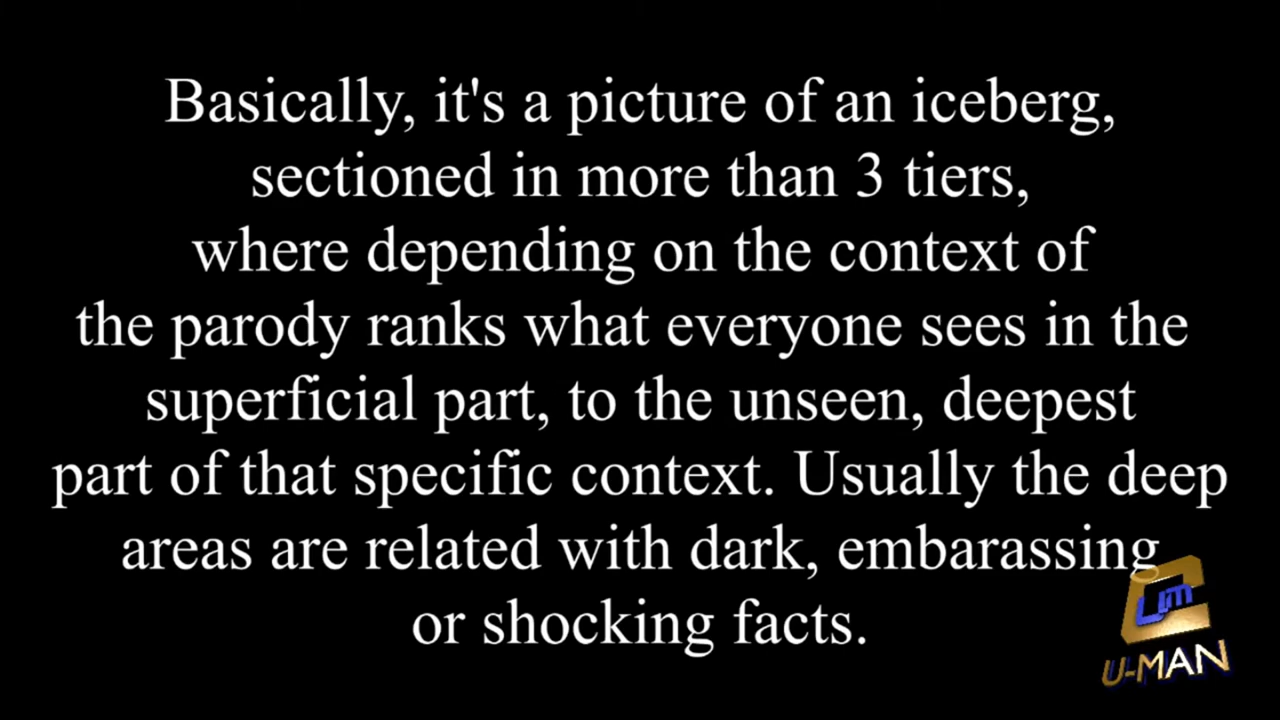 Basically, it's a picture of an iceberg,
sectioned in more than 3 tiers,
where depending on the context of
the parody ranks what everyone sees in the
superficial part, to the unseen, deepest
part of that specific context. Usually the deep
areas are related with dark, embarassing
or shocking facts.
um
U-MAN